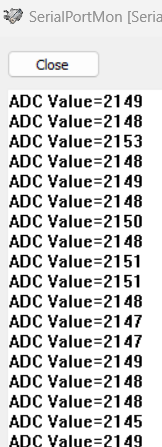 SerialPortMon [Seria
Close
ADC Value=2149
ADC Value=2148
ADC Value=2153
ADC Value=2148
ADC Value=2149
ADC Value=2148
ADC Value=2150
ADC Value=2148
ADC Value=2151
ADC Value=2151
ADC Value=2148
ADC Value=2147
ADC Value=2147
ADC Value=2149
ADC Value=2148
ADC Value=2148
ADC Value=2145
ADC Value=2149